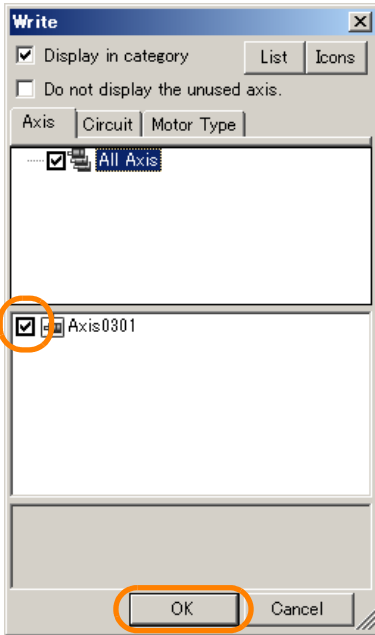 Write
Display in category List Icons
Do not display the unused axis.
Axis Circuit Motor Type
All Axis
Axis0301
OK Cancel